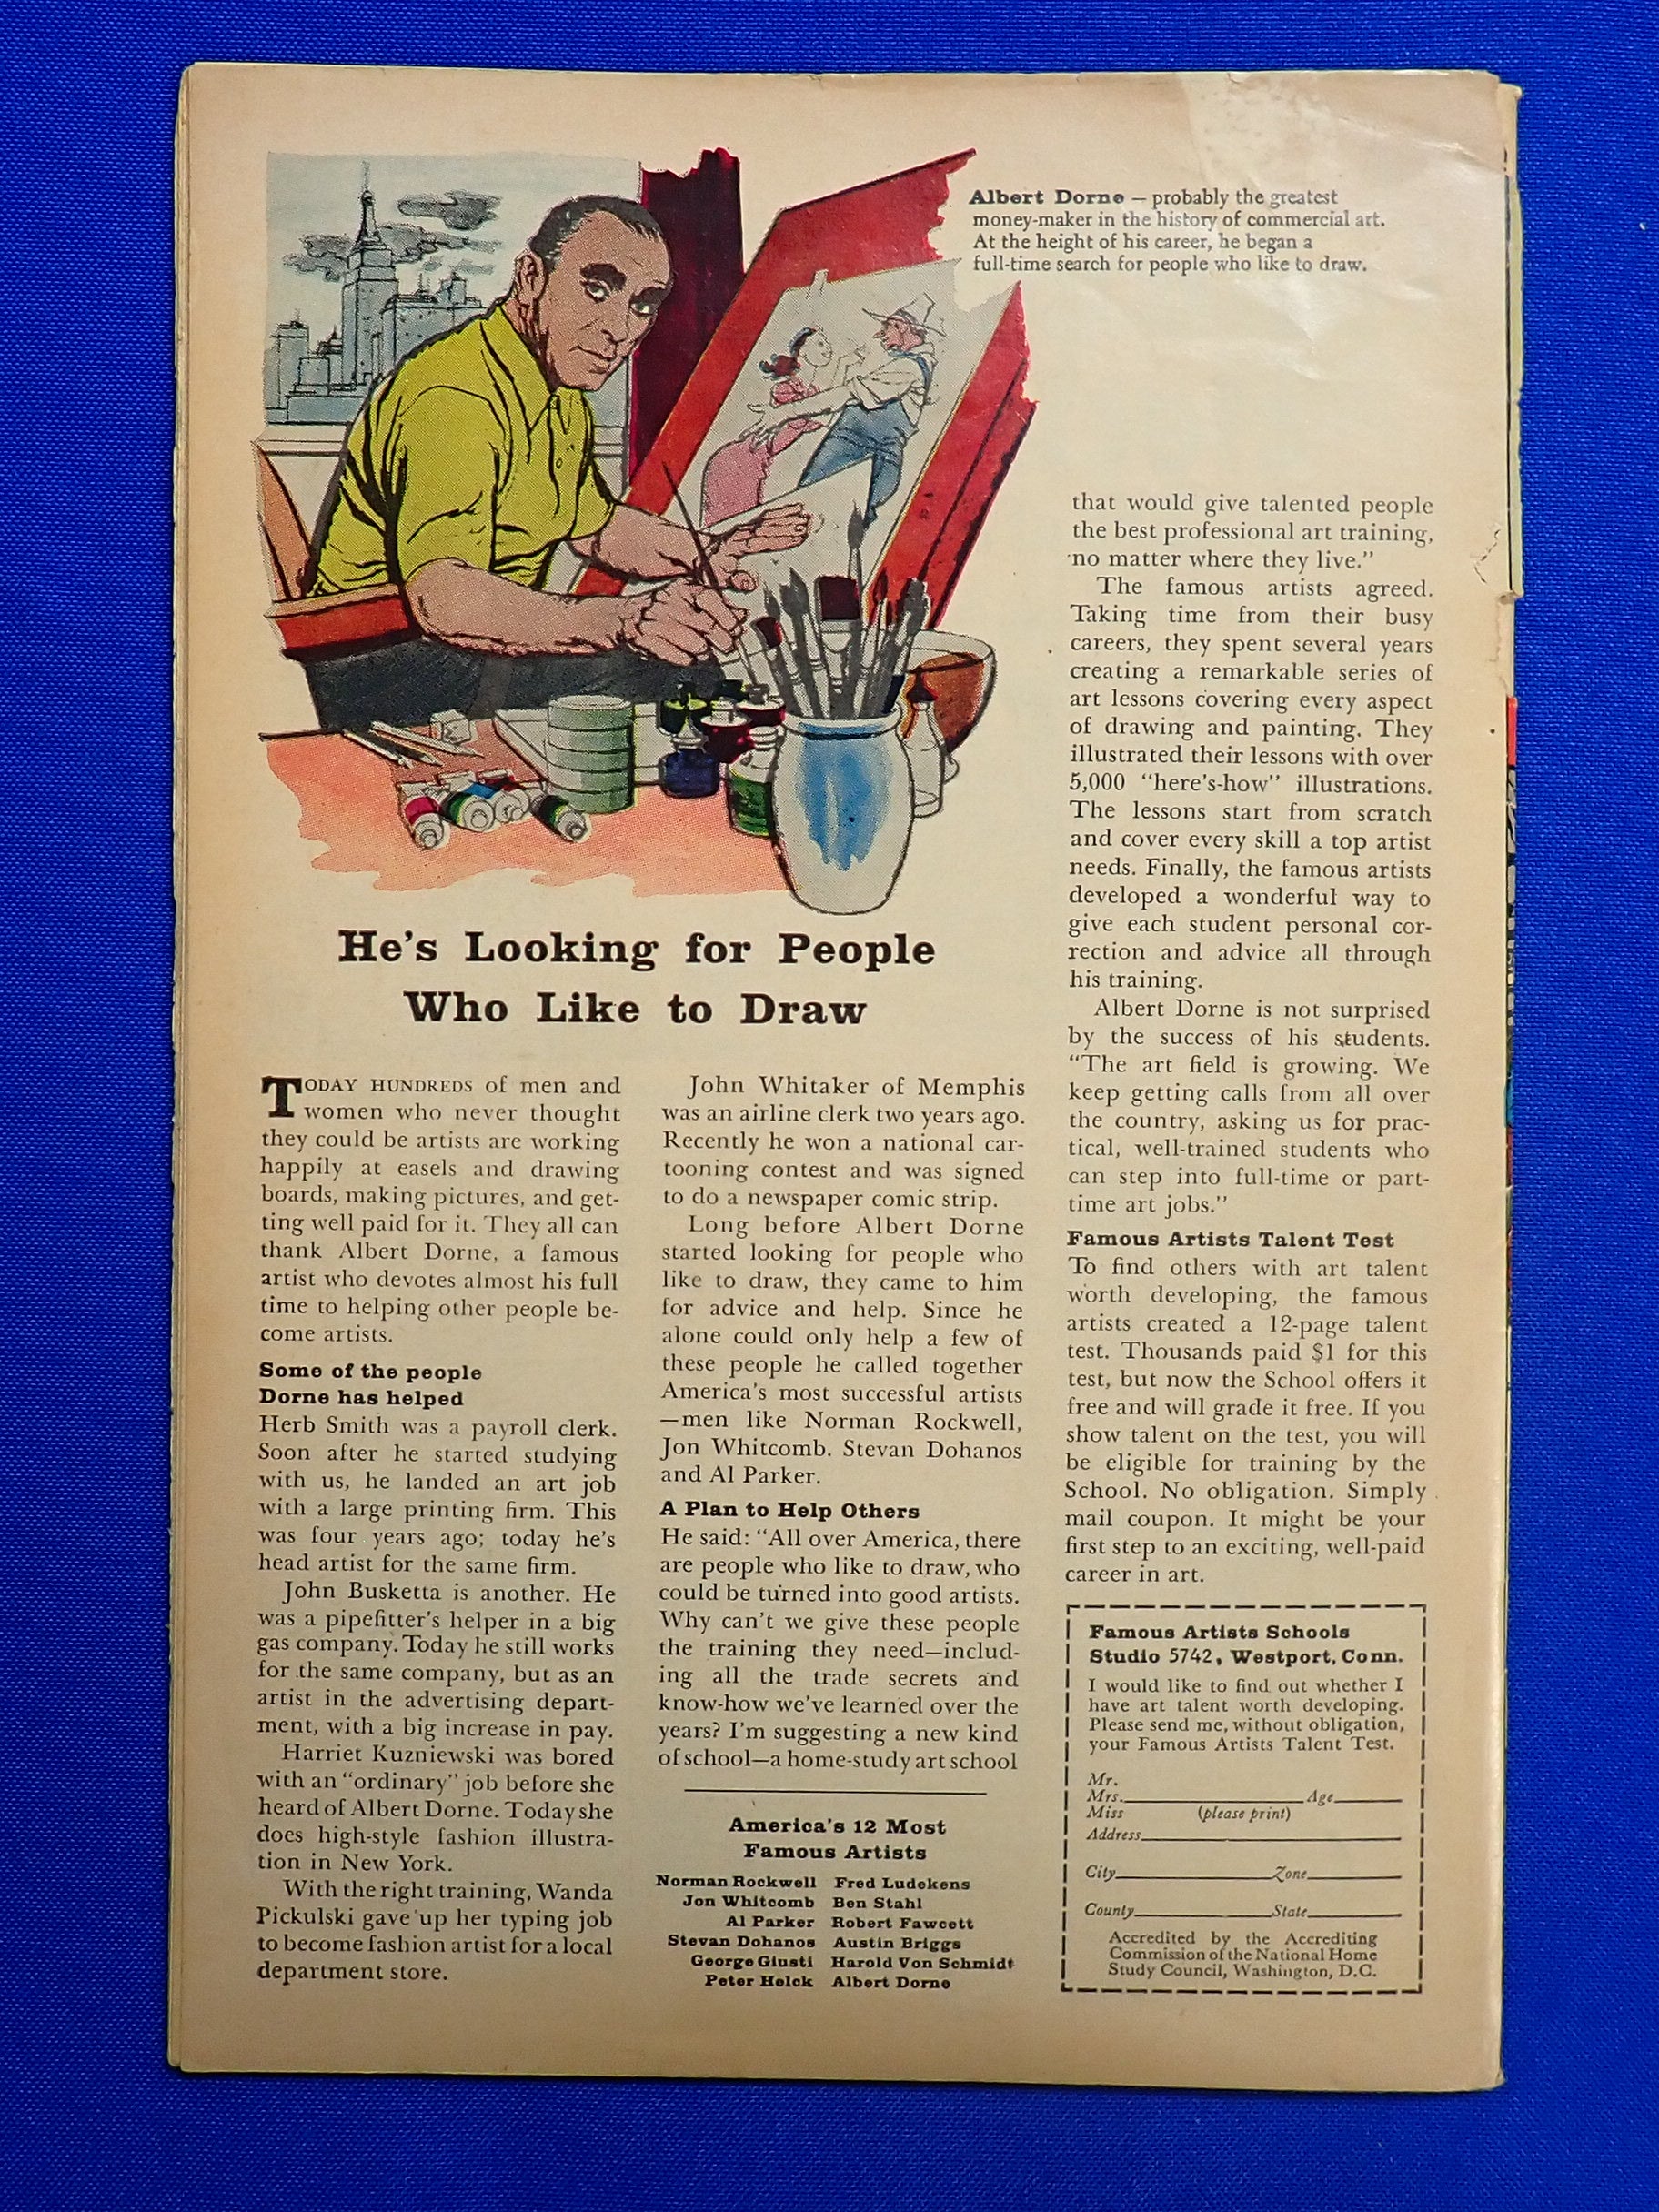 Albert Dorne – probably the greatest
money-maker in the history of commercial art.
At the height of his career, he began a
full-time search for people who like to draw.
He's Looking for People
Who Like to Draw
TODAY HUNDREDS of men and
women who never thought
they could be artists are working
happily at easels and drawing
boards, making pictures, and get-
ting well paid for it. They all can
thank Albert Dorne, a famous
artist who devotes almost his full
time to helping other people be-
come artists.
Some of the people
Dorne has helped
Herb Smith was a payroll clerk.
Soon after he started studying
with us, he landed an art job
with a large printing firm. This
was four years ago; today he's
head artist for the same firm.
John Busketta is another. He
was a pipefitter's helper in a big
gas company. Today he still works
for the same company, but as an
artist in the advertising depart-
ment, with a big increase in pay.
Harriet Kuzniewski was bored
with an "ordinary" job before she
heard of Albert Dorne. Today she
does high-style fashion illustra-
tion in New York.
With the right training, Wanda
Pickulski gave up her typing job
to become fashion artist for a local
department store.
John Whitaker of Memphis
was an airline clerk two years ago.
Recently he won a national car-
tooning contest and was signed
to do a newspaper comic strip.
Long before Albert Dorne
started looking for people who
like to draw, they came to him
for advice and help. Since he
alone could only help a few of
these people he called together
America's most successful artists
—men like Norman Rockwell,
Jon Whitcomb. Stevan Dohanos
and Al Parker.
A Plan to Help Others
He said: "All over America, there
are people who like to draw, who
could be turned into good artists.
Why can't we give these people
the training they need—includ-
ing all the trade secrets and
know-how we've learned over the
years? I'm suggesting a new kind
of school—a home-study art school
America's 12 Most
Famous Artists
Norman Rockwell Fred Ludekens
Jon Whitcomb Ben Stahl
Al Parker Robert Fawcett
Stevan Dohanos Austin Briggs
George Giusti Harold Von Schmidt
Peter Helck Albert Dorne
that would give talented people
the best professional art training,
no matter where they live."
The famous artists agreed.
Taking time from their busy
careers, they spent several years
creating a remarkable series of
art lessons covering every aspect
of drawing and painting. They
illustrated their lessons with over
5,000 "here's-how" illustrations.
The lessons start from scratch
and cover every skill a top artist
needs. Finally, the famous artists
developed a wonderful way to
give each student personal cor-
rection and advice all through
his training.
Albert Dorne is not surprised
by the success of his students.
"The art field is growing. We
keep getting calls from all over
the country, asking us for prac-
tical, well-trained students who
can step into full-time or part-
time art jobs."
Famous Artists Talent Test
To find others with art talent
worth developing, the famous
artists created a 12-page talent
test. Thousands paid $1 for this
test, but now the School offers it
free and will grade it free. If you
show talent on the test, you will
be eligible for training by the
School. No obligation. Simply
mail coupon. It might be your
first step to an exciting, well-paid
career in art.
Famous Artists Schools
Studio 5742, Westport, Conn.
I would like to find out whether I
have art talent worth developing.
Please send me, without obligation,
your Famous Artists Talent Test.
Mr.
Mrs. Age
Miss (please print)
Address
City Zone
County State
Accredited by the Accrediting
Commission of the National Home
Study Council, Washington, D.C.